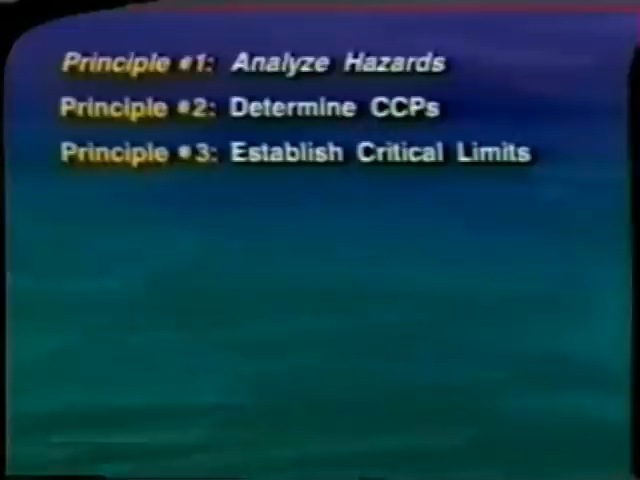 Principle #1: Analyze Hazards
Principle #2: Determine CCPs
Principle #3: Establish Critical Limits